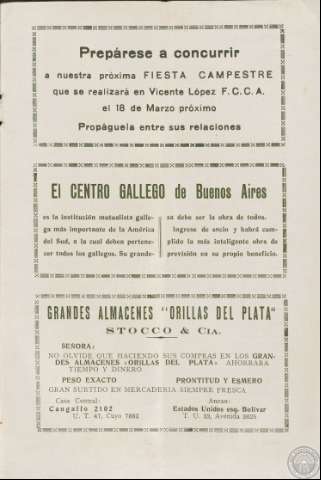 Prepárese a concurrir
a nuestra próxima FIESTA CAMPESTRE
que se realizará en Vicente López F.C.C.A.
el 18 de Marzo próximo
Propáguela entre sus relaciones
El CENTRO GALLEGO de Buenos Aires
es la institución mutualista galle-
ga más importante de la América
del Sud, a la cual deben pertene-
cer todos los gallegos. Su grande-
za debe ser la obra de todos.
Ingrese de socio y habrá cum-
plido la más inteligente obra de
previsión en su propio beneficio.
GRANDES ALMACENES "ORILLAS DEL PLATA"
STOCCO & Cia.
SEÑORA:
NO OLVIDE QUE HACIENDO SUS COMPRAS EN LOS GRAN-
DES ALMACENES «ORILLAS DEL PLATA» AHORRARA
TIEMPO Y DINERO
PESO EXACTO PRONTITUD Y ESMERO
GRAN SURTIDO EN MERCADERIA SIEMPRE FRESCA
Casa Central:
Cangallo 2102
U. T. 47, Cuyo 7862
Anexo:
Estados Unidos esq. Bolívar
U. T. 33, Avenida